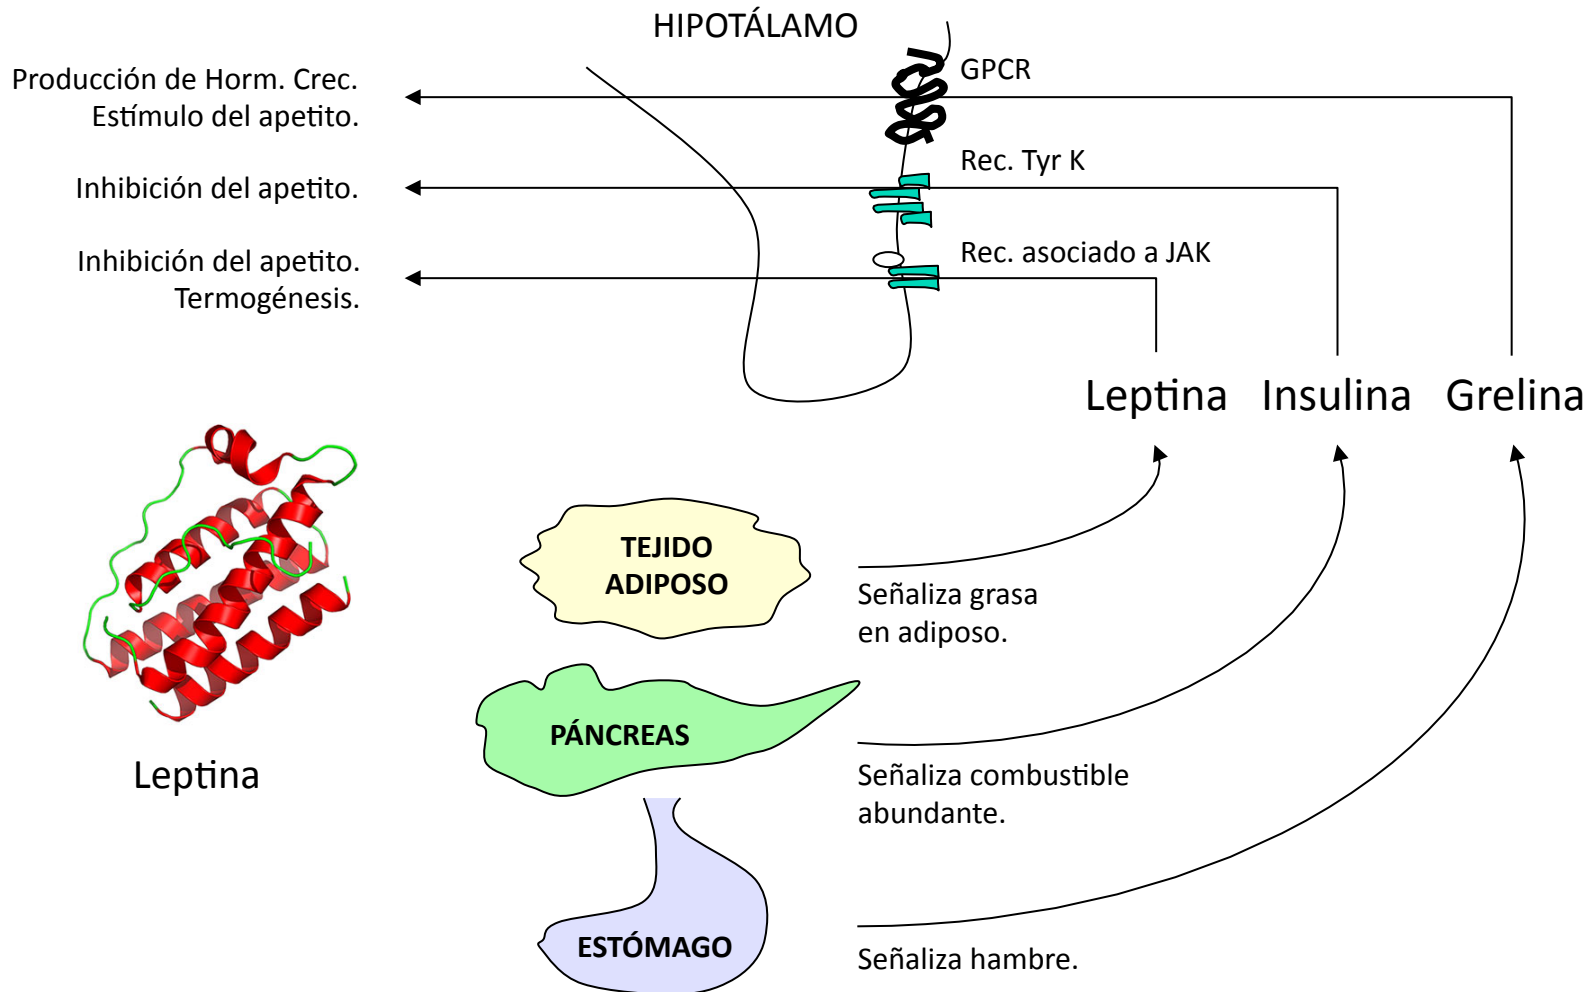 HIPOTÁLAMO
GPCR
Producción de Horm. Crec.
Estímulo del apetito.
Rec. Tyr K
Inhibición del apetito.
Rec. asociado a JAK
Inhibición del apetito.
Termogénesis.
Leptina
Insulina
Grelina
TEJIDO
ADIPOSO
Señaliza grasa
en adiposo.
PÁNCREAS
Leptina
Señaliza combustible
abundante.
ESTÓMAGO
Señaliza hambre.